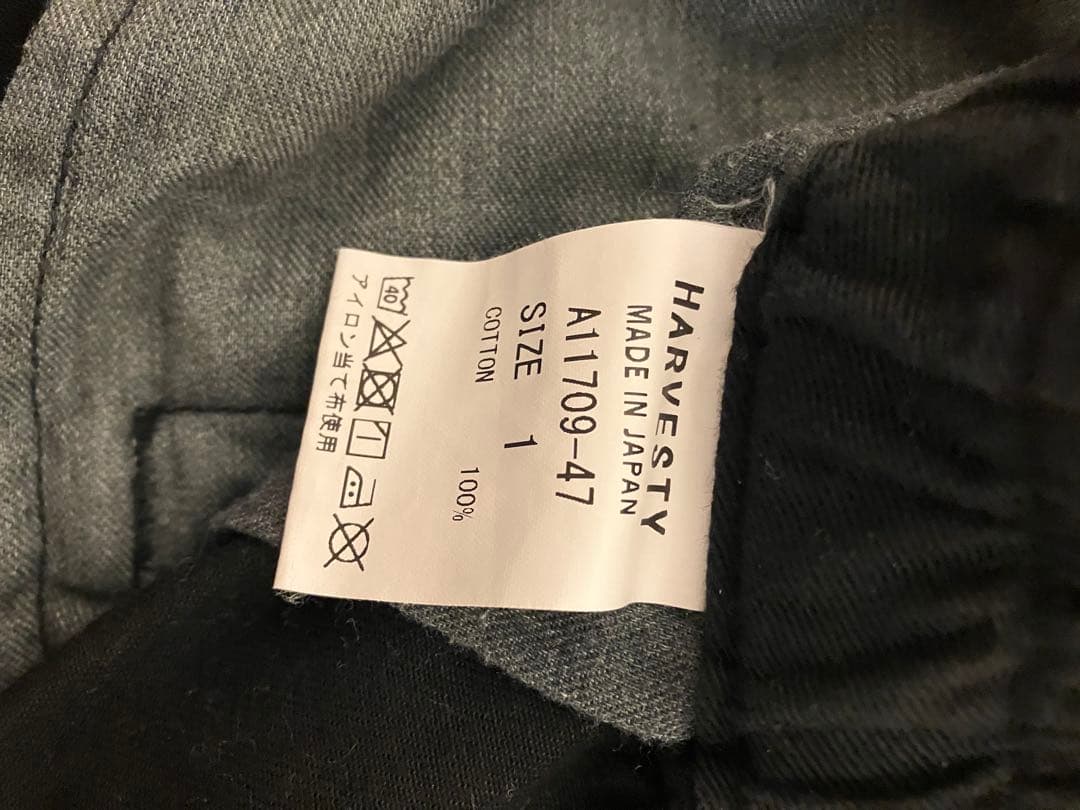 HARVESTY
MADE IN JAPAN
A11709-47
SIZE 1
COTTON 100%
40
アイロン当て布使用